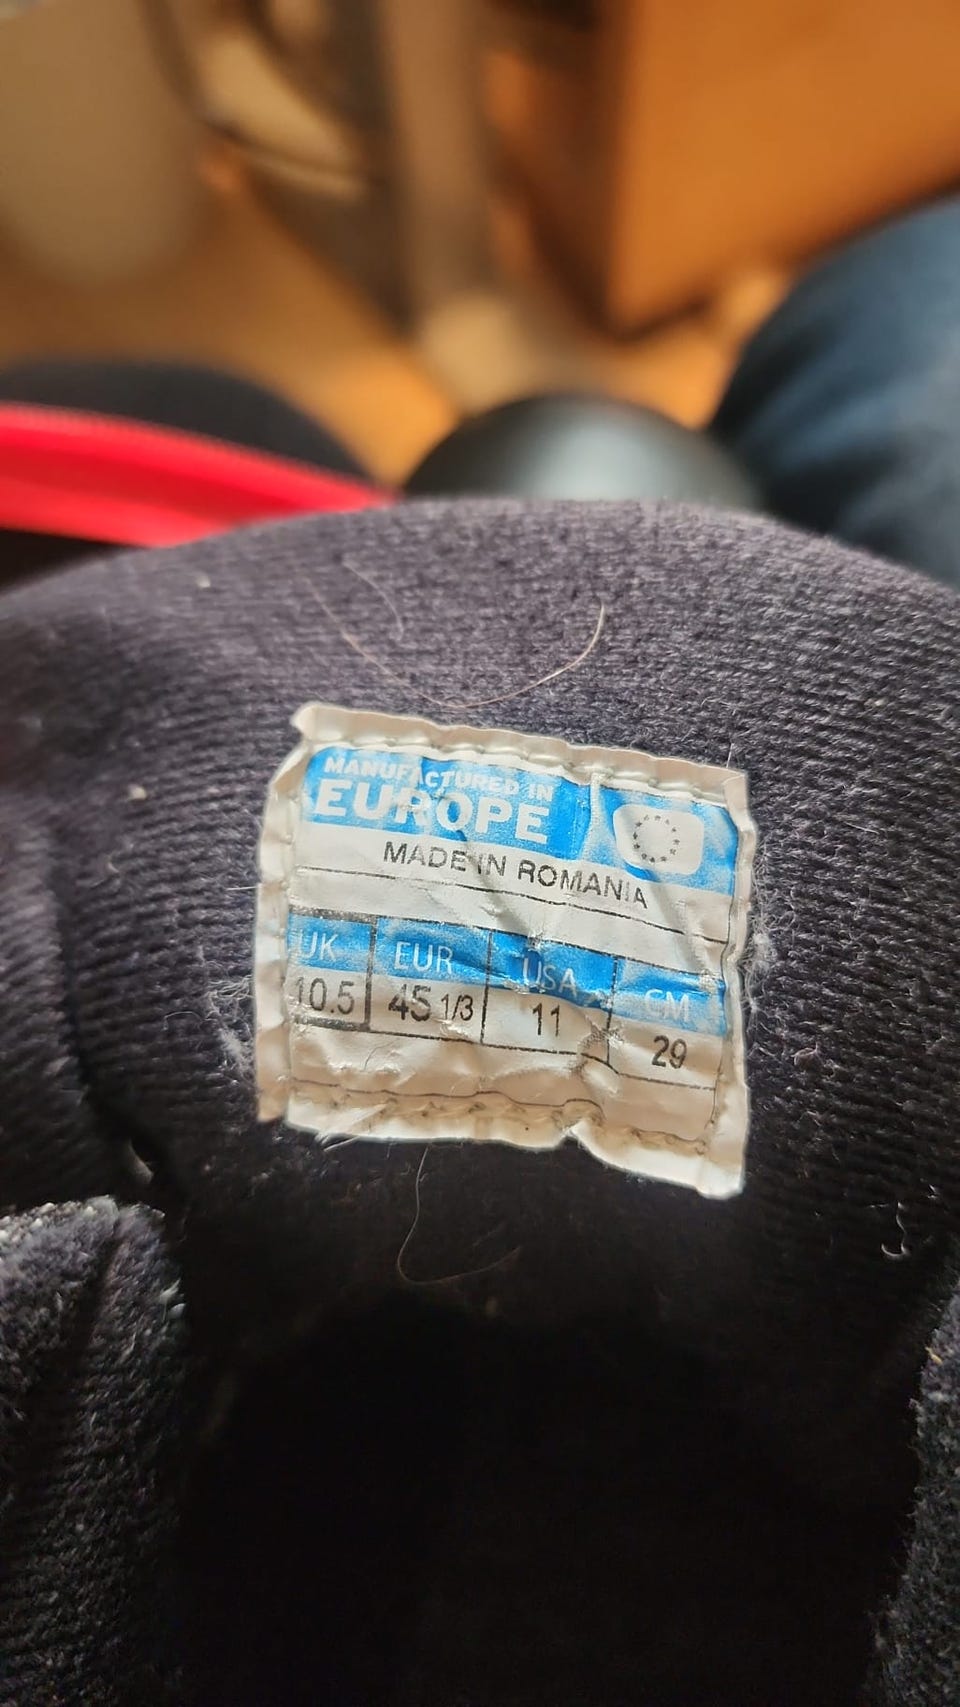 MANUFACTURED IN
EUROPE
MADE IN ROMANIA
UK EUR USA CM
10.5 45 1/3 11 29